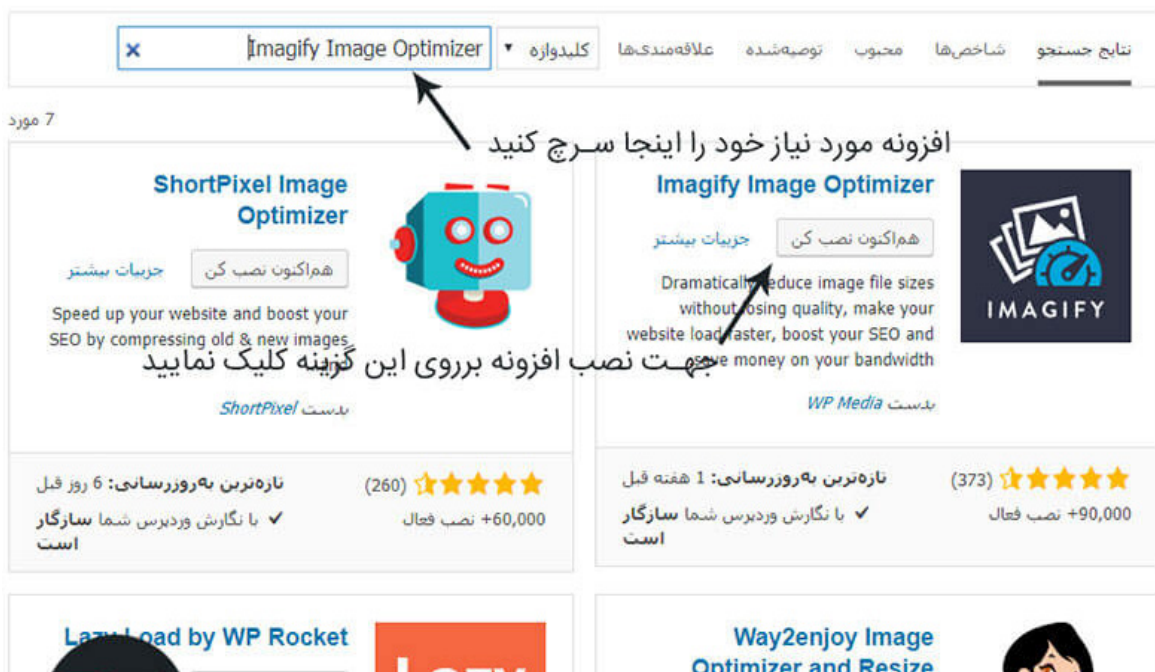 نتایج جستجو شاخص‌ها محبوب توصیه‌شده علاقه‌مندی‌ها کلیدواژه Imagify Image Optimizer
7 مورد
افزونه مورد نیاز خود را اینجا سرچ کنید
Imagify Image Optimizer
هم‌اکنون نصب کن جزییات بیشتر
Dramatically reduce image file sizes
without losing quality, make your
website load faster, boost your SEO and
save money on your bandwidth
بدست WP Media
IMAGIFY
(373)
+90,000 نصب فعال
تازه‌ترین به‌روزرسانی: 1 هفته قبل
با نگارش وردپرس شما سازگار
است
ShortPixel Image
Optimizer
هم‌اکنون نصب کن جزییات بیشتر
Speed up your website and boost your
SEO by compressing old & new images
جهت نصب افزونه برروی این گزینه کلیک نمایید
بدست ShortPixel
(260)
+60,000 نصب فعال
تازه‌ترین به‌روزرسانی: 6 روز قبل
با نگارش وردپرس شما سازگار
است
Way2enjoy Image
Optimizer and Resize
Lazy Load by WP Rocket